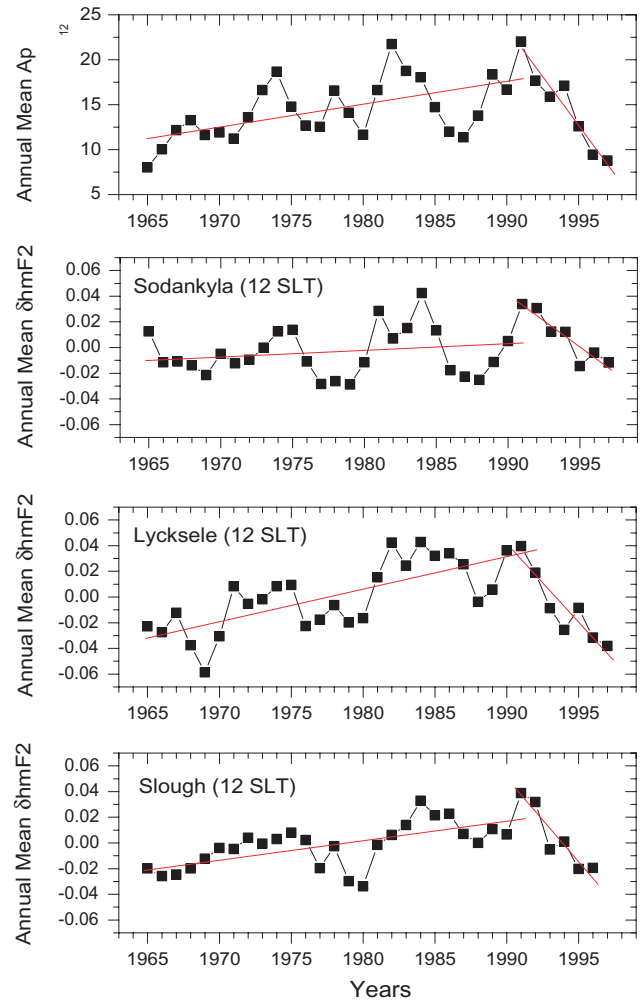 12
Annual Mean Ap
25
20
15
10
5
1965 1970 1975 1980 1985 1990 1995
Annual Mean δhmF2
Sodankyla (12 SLT)
0.06
0.04
0.02
0.00
-0.02
-0.04
-0.06
1965 1970 1975 1980 1985 1990 1995
Annual Mean δhmF2
Lycksele (12 SLT)
0.06
0.04
0.02
0.00
-0.02
-0.04
-0.06
1965 1970 1975 1980 1985 1990 1995
Annual Mean δhmF2
Slough (12 SLT)
0.06
0.04
0.02
0.00
-0.02
-0.04
-0.06
1965 1970 1975 1980 1985 1990 1995
Years